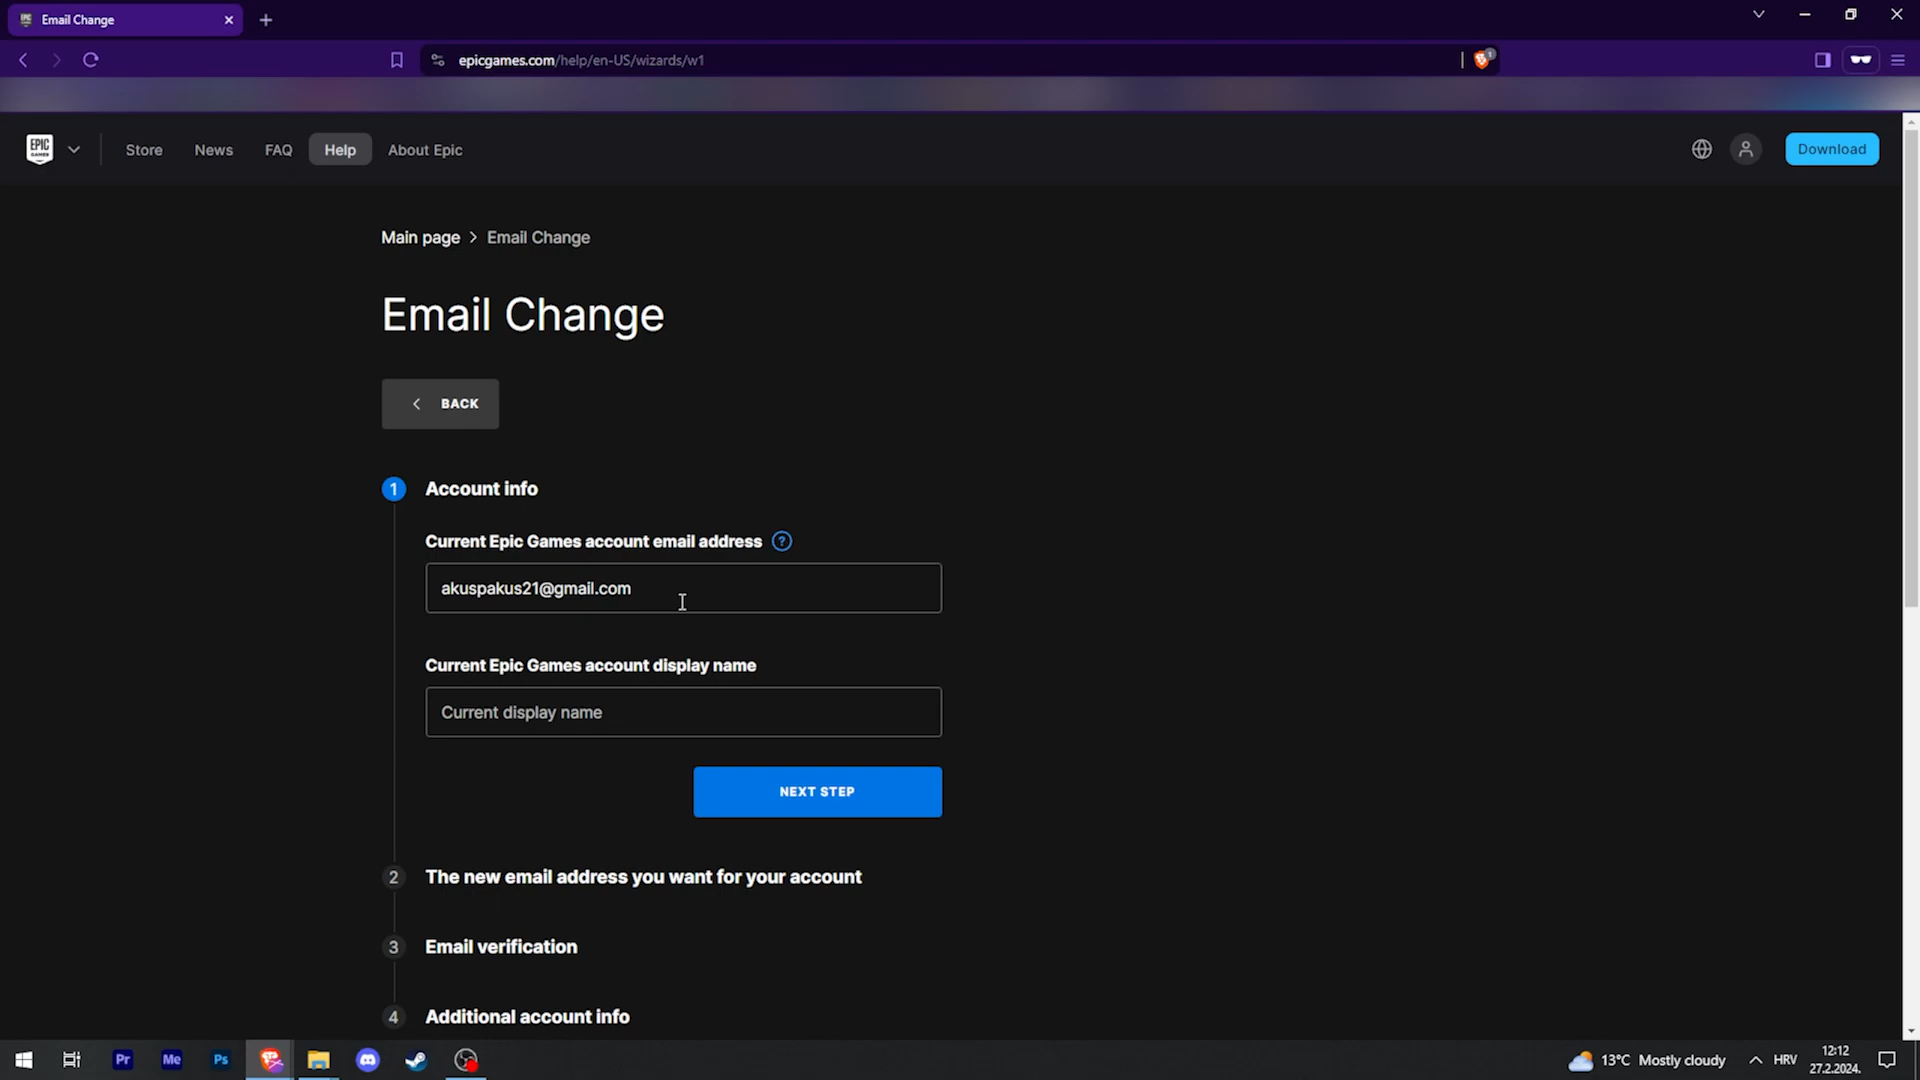 Email Change
epicgames.com/help/en-US/wizards/w1
1
EPIC GAMES
Store
News
FAQ
Help
About Epic
Download
Main page > Email Change
Email Change
BACK
1 Account info
Current Epic Games account email address ?
akuspakus21@gmail.com
Current Epic Games account display name
Current display name
NEXT STEP
2 The new email address you want for your account
3 Email verification
4 Additional account info
Pr
Me
Ps
13°C Mostly cloudy
HRV
12:12
27.2.2024.